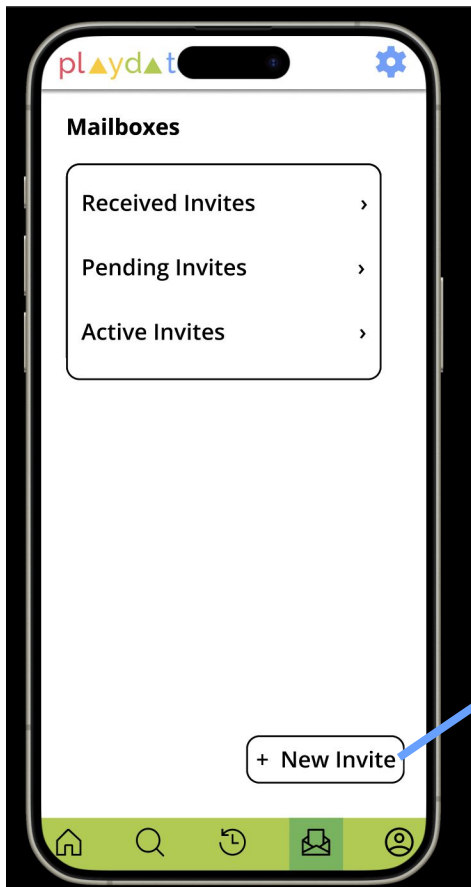 playdat
Mailboxes
Received Invites ›
Pending Invites ›
Active Invites ›
+ New Invite